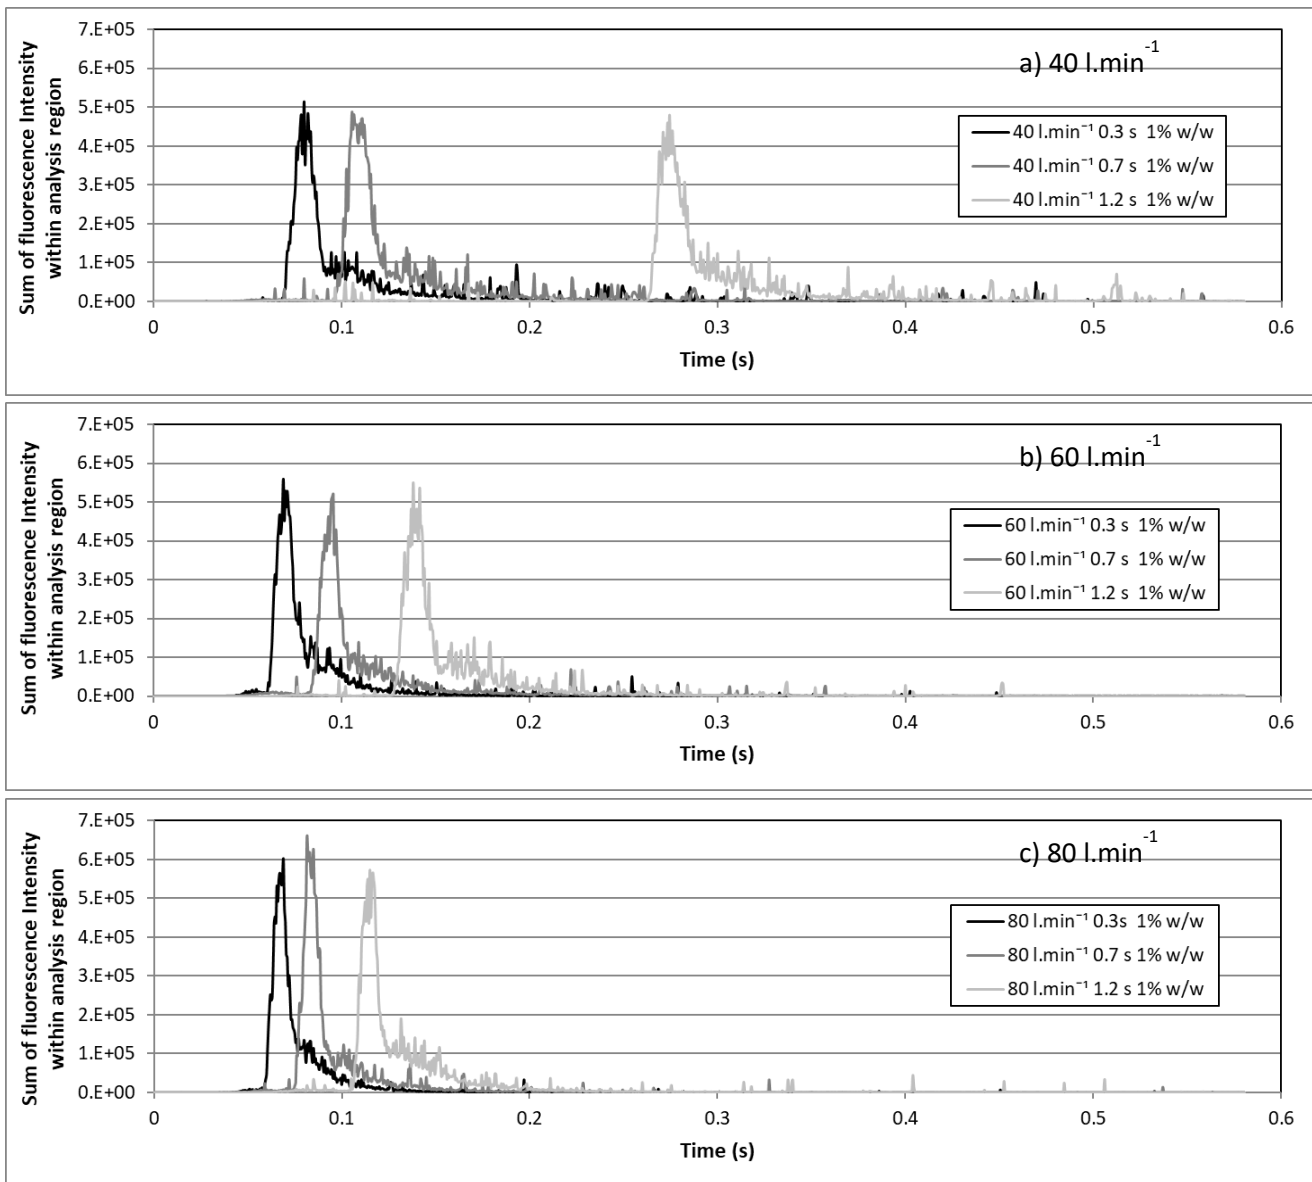 Sum of fluorescence Intensity
within analysis region
7.E+05
6.E+05
5.E+05
4.E+05
3.E+05
2.E+05
1.E+05
0.E+00
a) 40 l.min-1
40 l.min⁻¹ 0.3 s 1% w/w
40 l.min⁻¹ 0.7 s 1% w/w
40 l.min⁻¹ 1.2 s 1% w/w
0 0.1 0.2 0.3 0.4 0.5 0.6
Time (s)
Sum of fluorescence Intensity
within analysis region
7.E+05
6.E+05
5.E+05
4.E+05
3.E+05
2.E+05
1.E+05
0.E+00
b) 60 l.min-1
60 l.min⁻¹ 0.3 s 1% w/w
60 l.min⁻¹ 0.7 s 1% w/w
60 l.min⁻¹ 1.2 s 1% w/w
0 0.1 0.2 0.3 0.4 0.5 0.6
Time (s)
Sum of fluorescence Intensity
within analysis region
7.E+05
6.E+05
5.E+05
4.E+05
3.E+05
2.E+05
1.E+05
0.E+00
c) 80 l.min-1
80 l.min⁻¹ 0.3s 1% w/w
80 l.min⁻¹ 0.7 s 1% w/w
80 l.min⁻¹ 1.2 s 1% w/w
0 0.1 0.2 0.3 0.4 0.5 0.6
Time (s)